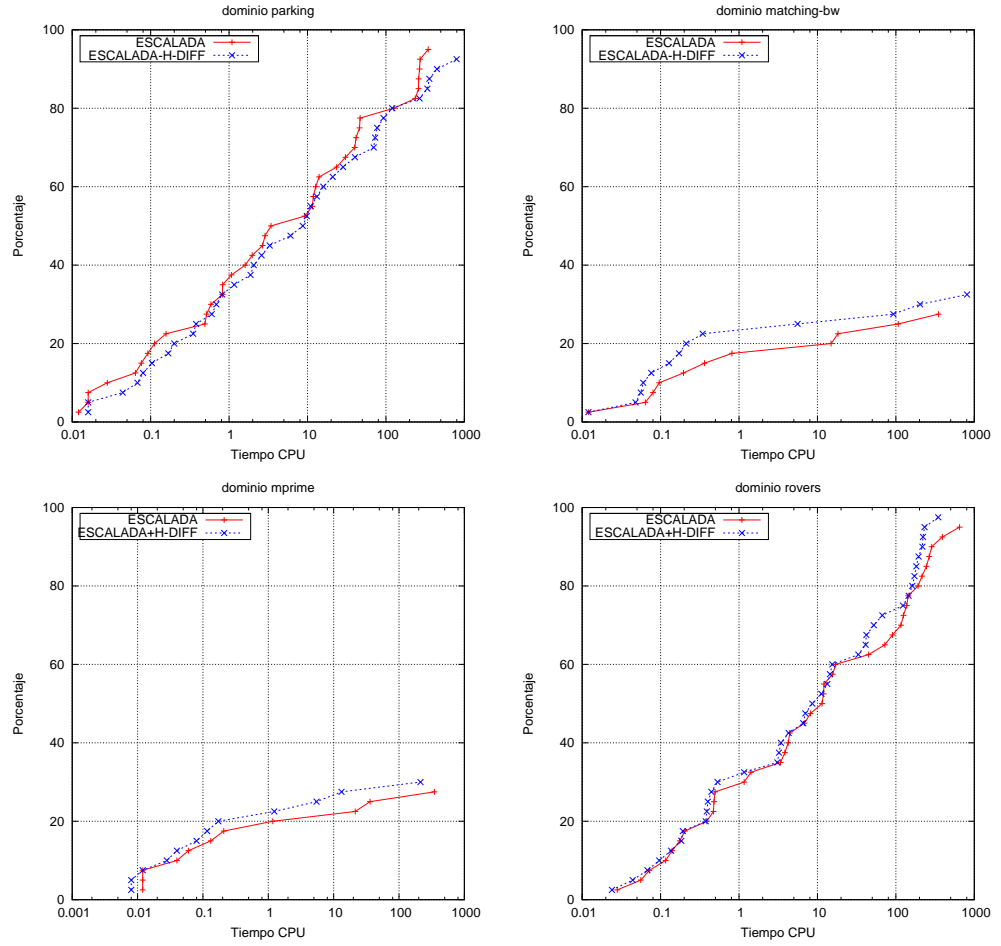 dominio parking
100
80
60
40
20
0
Porcentaje
ESCALADA
ESCALADA-H-DIFF
0.01 0.1 1 10 100 1000
Tiempo CPU
dominio matching-bw
100
80
60
40
20
0
Porcentaje
ESCALADA
ESCALADA-H-DIFF
0.01 0.1 1 10 100 1000
Tiempo CPU
dominio mprime
100
80
60
40
20
0
Porcentaje
ESCALADA
ESCALADA+H-DIFF
0.001 0.01 0.1 1 10 100 1000
Tiempo CPU
dominio rovers
100
80
60
40
20
0
Porcentaje
ESCALADA
ESCALADA+H-DIFF
0.01 0.1 1 10 100 1000
Tiempo CPU